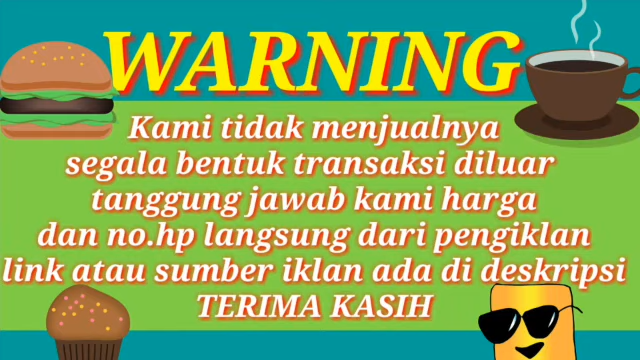 WARNING
Kami tidak menjualnya
segala bentuk transaksi diluar
tanggung jawab kami harga
dan no.hp langsung dari pengiklan
link atau sumber iklan ada di deskripsi
TERIMA KASIH